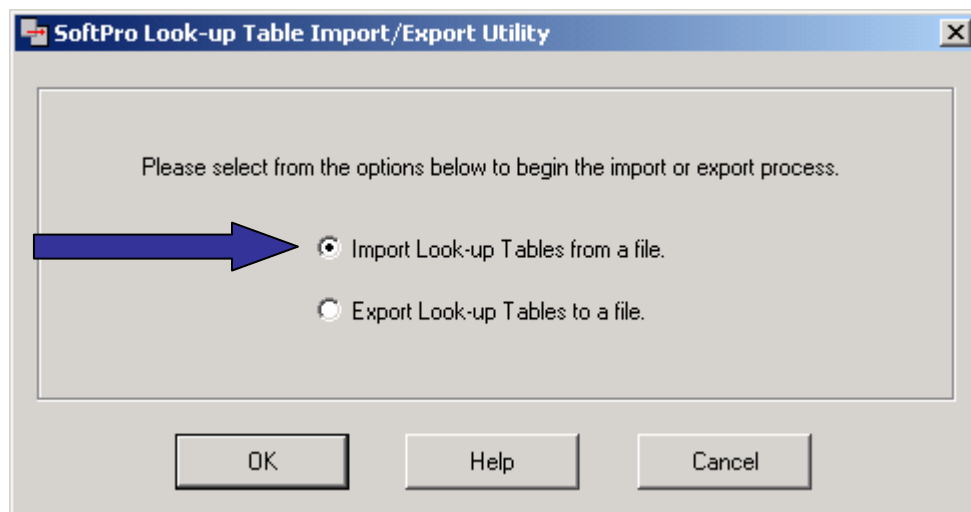 SoftPro Look-up Table Import/Export Utility
Please select from the options below to begin the import or export process.
Import Look-up Tables from a file.
Export Look-up Tables to a file.
OK Help Cancel